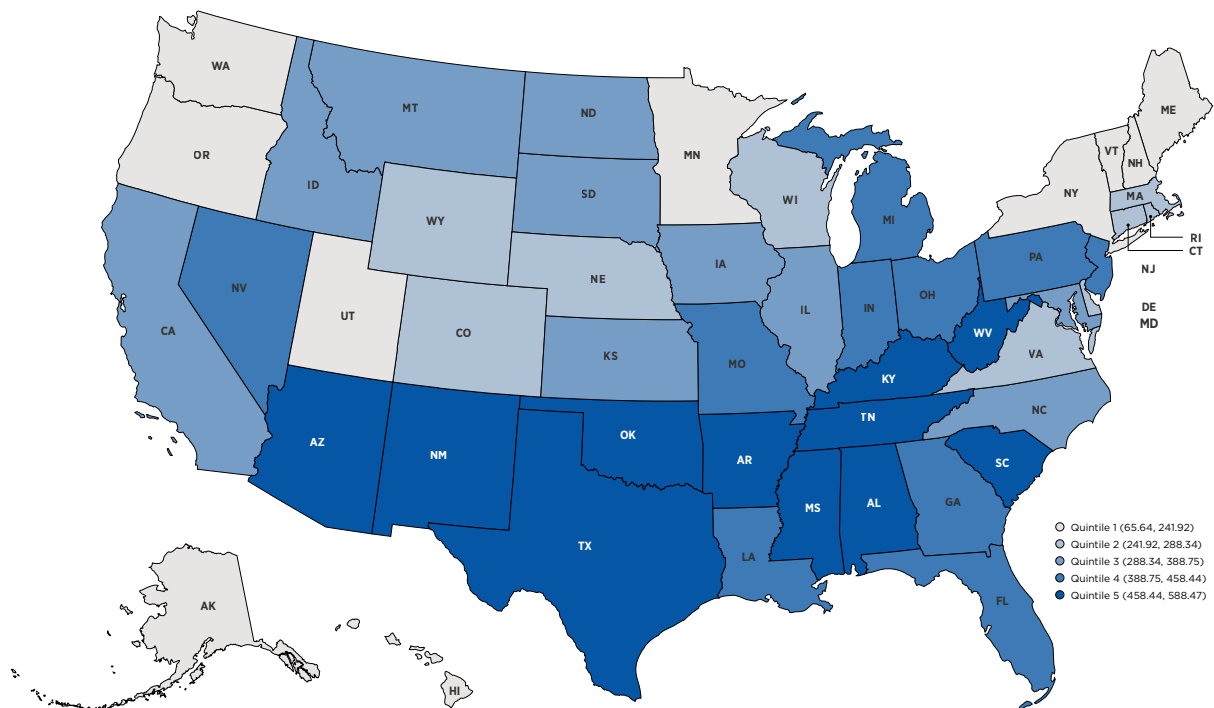 WA
MT
ND
MN
ME
VT
NH
OR
ID
SD
WI
NY
MA
WY
MI
RI
CT
NV
NE
IA
PA
NJ
CA
UT
CO
IL
IN
OH
DE
MD
KS
MO
WV
VA
KY
NC
AZ
NM
OK
TN
AR
SC
MS
AL
GA
TX
LA
FL
AK
HI
Quintile 1 (65.64, 241.92)
Quintile 2 (241.92, 288.34)
Quintile 3 (288.34, 388.75)
Quintile 4 (388.75, 458.44)
Quintile 5 (458.44, 588.47)